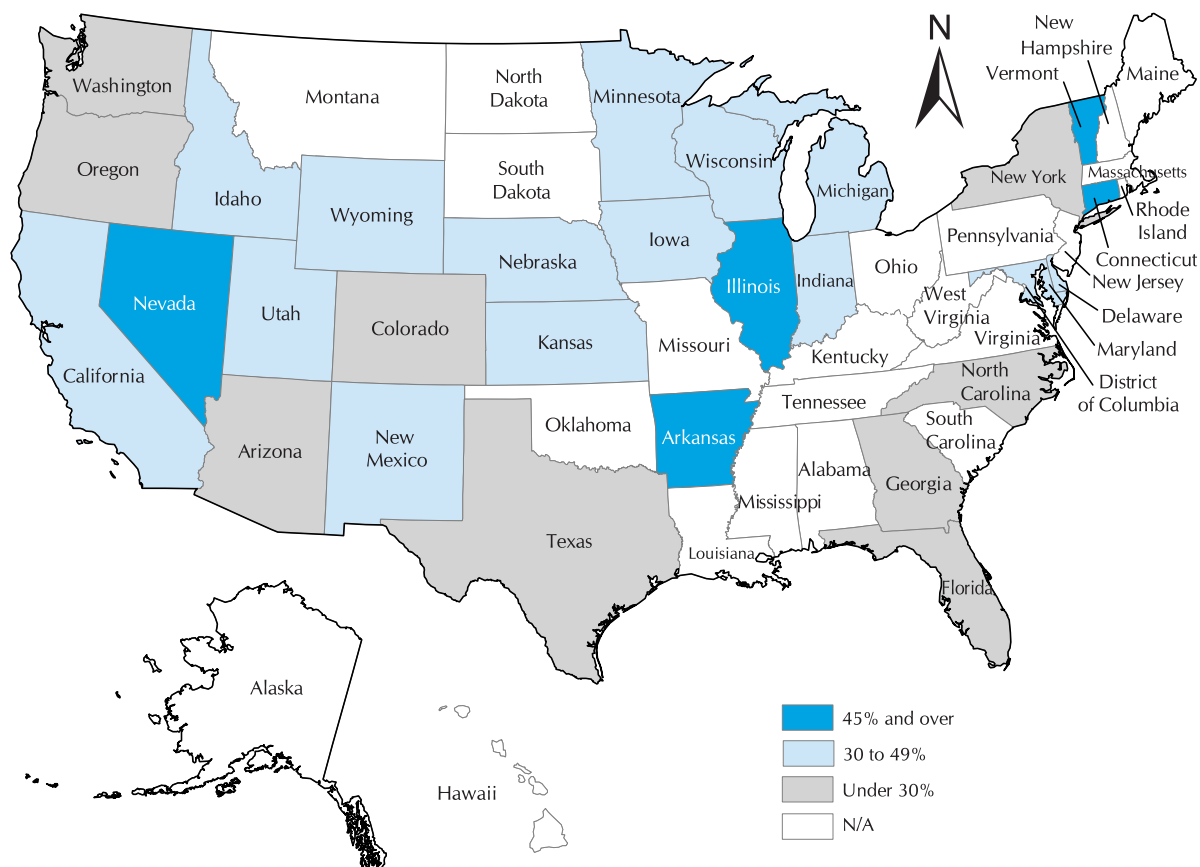 N
New
Hampshire
Vermont
Maine
Washington
Montana
North
Dakota
Minnesota
Oregon
Idaho
South
Dakota
Wisconsin
Michigan
New York
Massachusetts
Wyoming
Rhode
Island
Iowa
Pennsylvania
Connecticut
Nebraska
Ohio
New Jersey
Nevada
Utah
Colorado
Illinois
Indiana
West
Virginia
Delaware
Kansas
Missouri
Kentucky
Virginia
Maryland
California
District
of Columbia
North
Carolina
Tennessee
Arizona
New
Mexico
Oklahoma
Arkansas
South
Carolina
Mississippi
Alabama
Georgia
Texas
Louisiana
Florida
Alaska
Hawaii
45% and over
30 to 49%
Under 30%
N/A